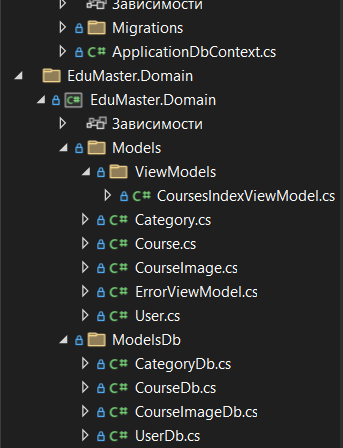 Зависимости
Migrations
C# ApplicationDbContext.cs
EduMaster.Domain
C# EduMaster.Domain
Зависимости
Models
ViewModels
C# CoursesIndexViewModel.cs
C# Category.cs
C# Course.cs
C# CourseImage.cs
C# ErrorViewModel.cs
C# User.cs
ModelsDb
C# CategoryDb.cs
C# CourseDb.cs
C# CourseImageDb.cs
C# UserDb.cs